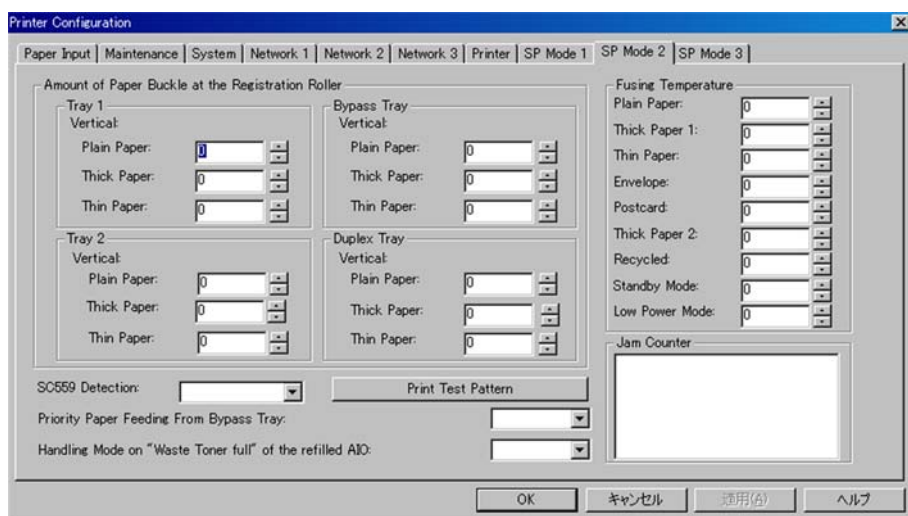 Printer Configuration
Paper Input Maintenance System Network 1 Network 2 Network 3 Printer SP Mode 1 SP Mode 2 SP Mode 3
Amount of Paper Buckle at the Registration Roller
Tray 1
Vertical:
Plain Paper: 0
Thick Paper: 0
Thin Paper: 0
Bypass Tray
Vertical:
Plain Paper: 0
Thick Paper: 0
Thin Paper: 0
Tray 2
Vertical:
Plain Paper: 0
Thick Paper: 0
Thin Paper: 0
Duplex Tray
Vertical:
Plain Paper: 0
Thick Paper: 0
Thin Paper: 0
SC559 Detection:
Print Test Pattern
Priority Paper Feeding From Bypass Tray:
Handling Mode on "Waste Toner full" of the refilled AIO:
Fusing Temperature
Plain Paper: 0
Thick Paper 1: 0
Thin Paper: 0
Envelope: 0
Postcard: 0
Thick Paper 2: 0
Recycled: 0
Standby Mode: 0
Low Power Mode: 0
Jam Counter
OK キャンセル 適用(A) ヘルプ